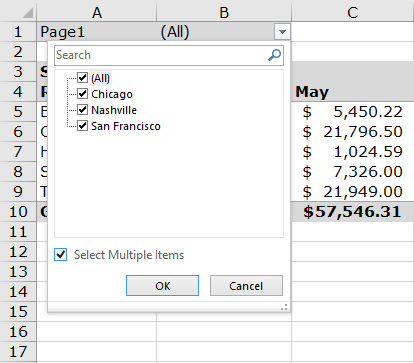 A B C
1 Page1 (All)
2 Search
3 S
(All)
4 R May
Chicago
5 $ 5,450.22
Nashville
6 $ 21,796.50
San Francisco
7 H $ 1,024.59
8 S $ 7,326.00
9 T $ 21,949.00
10 G $57,546.31
11
12 Select Multiple Items
13
14 OK Cancel
15
16
17